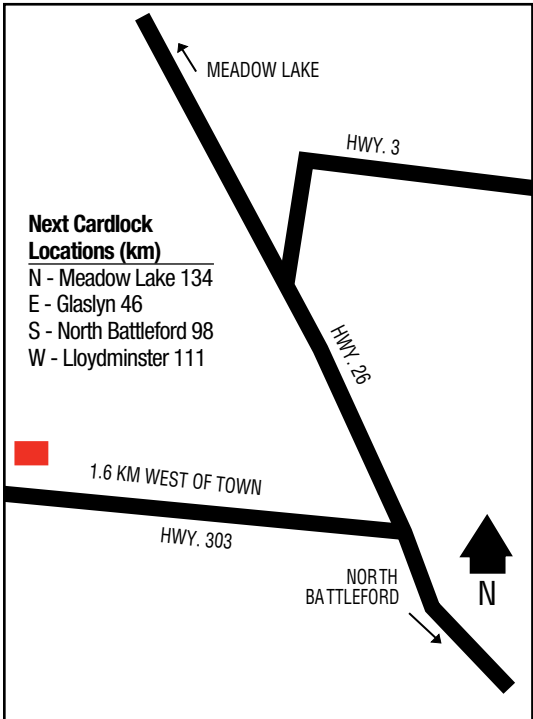 MEADOW LAKE
HWY. 3
Next Cardlock
Locations (km)
N - Meadow Lake 134
E - Glaslyn 46
S - North Battleford 98
W - Lloydminster 111
HWY. 26
1.6 KM WEST OF TOWN
HWY. 303
NORTH
BATTLEFORD
N